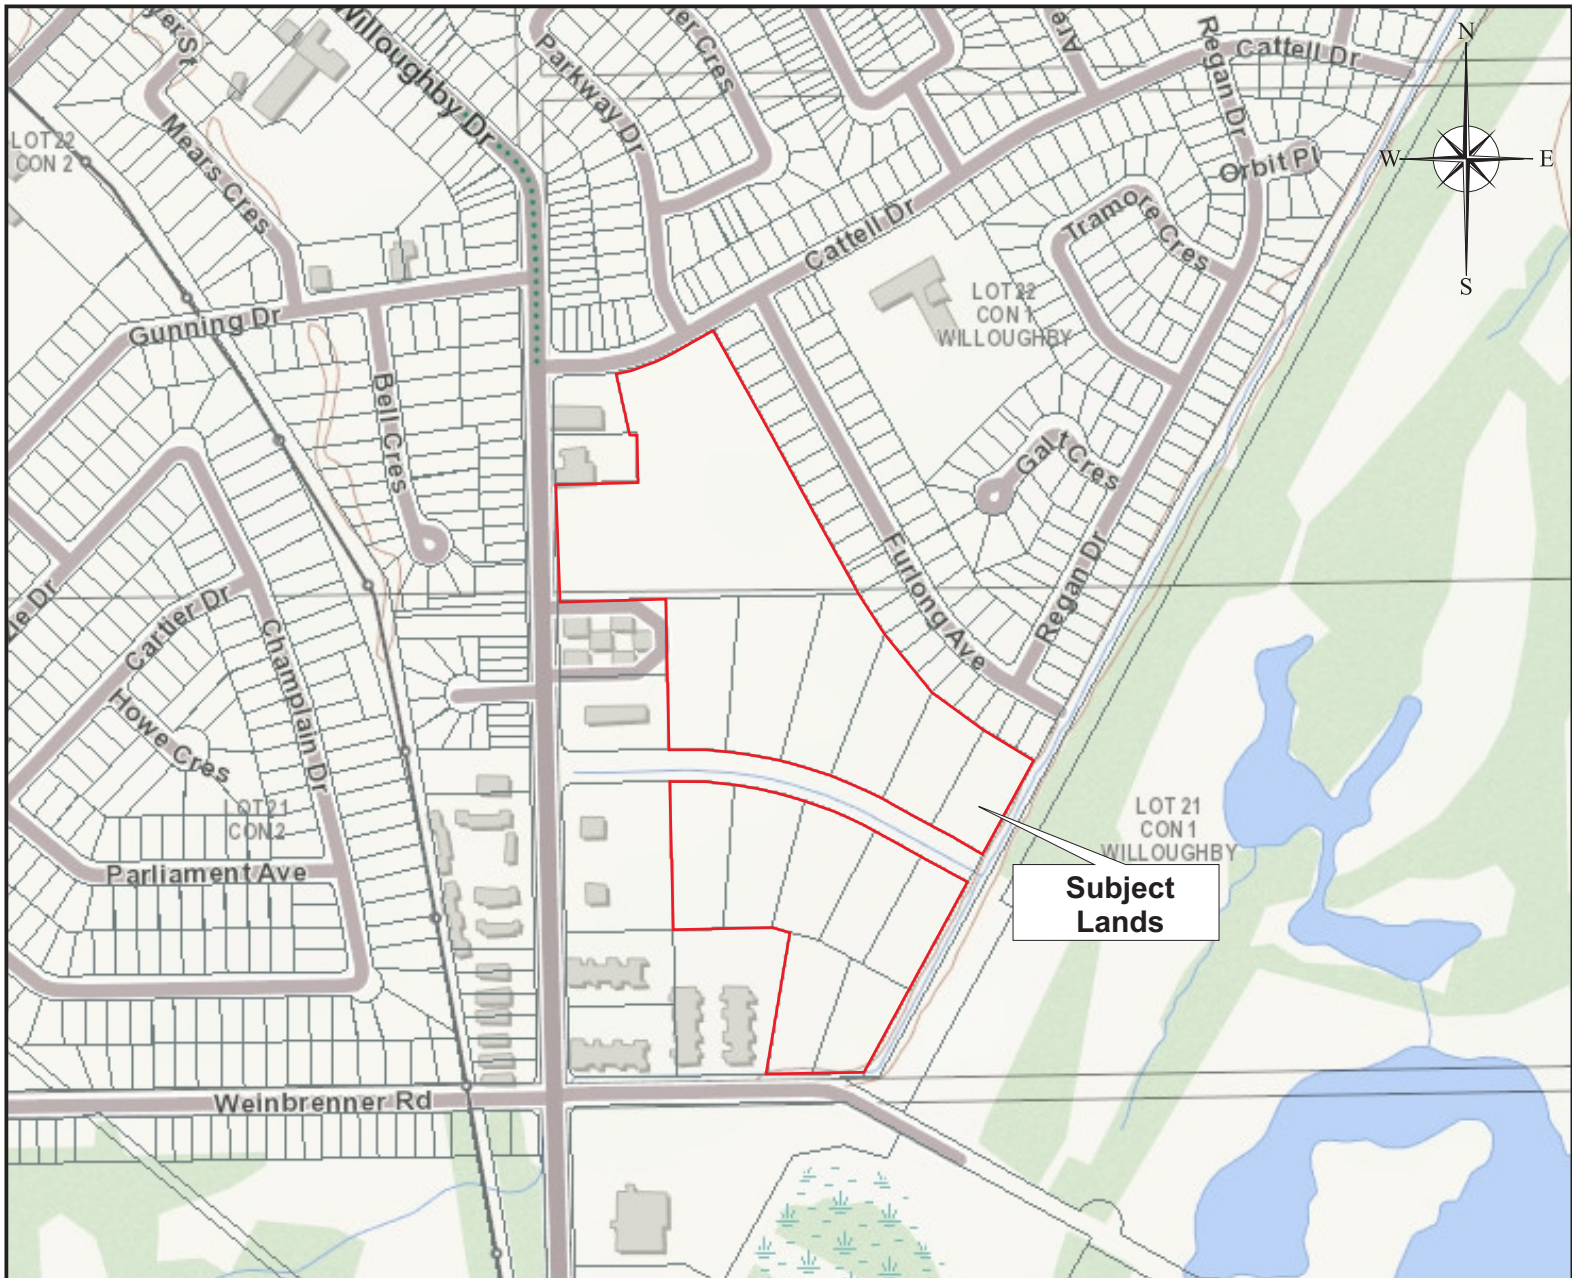 Willoughby Dr
Parkway Dr
Cattell Dr
Regan Dr
N
W
E
S
LOT 22
CON 2
Mears Cres
Orbit Pl
Tramore Cres
Cattell Dr
LOT 22
CON 1
WILLOUGHBY
Gunning Dr
Bell Cres
Galt Cres
Furlong Ave
Regan Dr
Cartier Dr
Champlain Dr
Howe Cres
LOT 21
CON 2
LOT 21
CON 1
WILLOUGHBY
Parliament Ave
Subject
Lands
Weinbrenner Rd